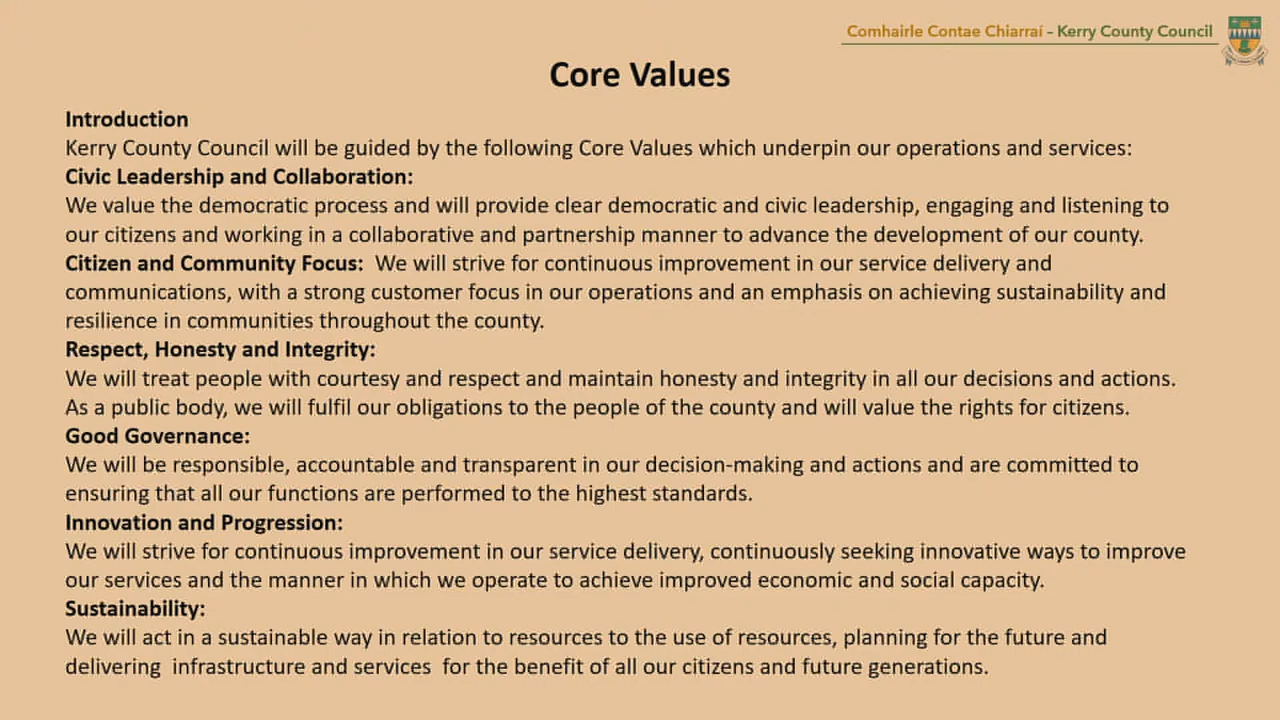 Comhairle Contae Chiarraí – Kerry County Council
Core Values
Introduction
Kerry County Council will be guided by the following Core Values which underpin our operations and services:
Civic Leadership and Collaboration:
We value the democratic process and will provide clear democratic and civic leadership, engaging and listening to
our citizens and working in a collaborative and partnership manner to advance the development of our county.
Citizen and Community Focus:  We will strive for continuous improvement in our service delivery and
communications, with a strong customer focus in our operations and an emphasis on achieving sustainability and
resilience in communities throughout the county.
Respect, Honesty and Integrity:
We will treat people with courtesy and respect and maintain honesty and integrity in all our decisions and actions.
As a public body, we will fulfil our obligations to the people of the county and will value the rights for citizens.
Good Governance:
We will be responsible, accountable and transparent in our decision-making and actions and are committed to
ensuring that all our functions are performed to the highest standards.
Innovation and Progression:
We will strive for continuous improvement in our service delivery, continuously seeking innovative ways to improve
our services and the manner in which we operate to achieve improved economic and social capacity.
Sustainability:
We will act in a sustainable way in relation to resources to the use of resources, planning for the future and
delivering  infrastructure and services  for the benefit of all our citizens and future generations.